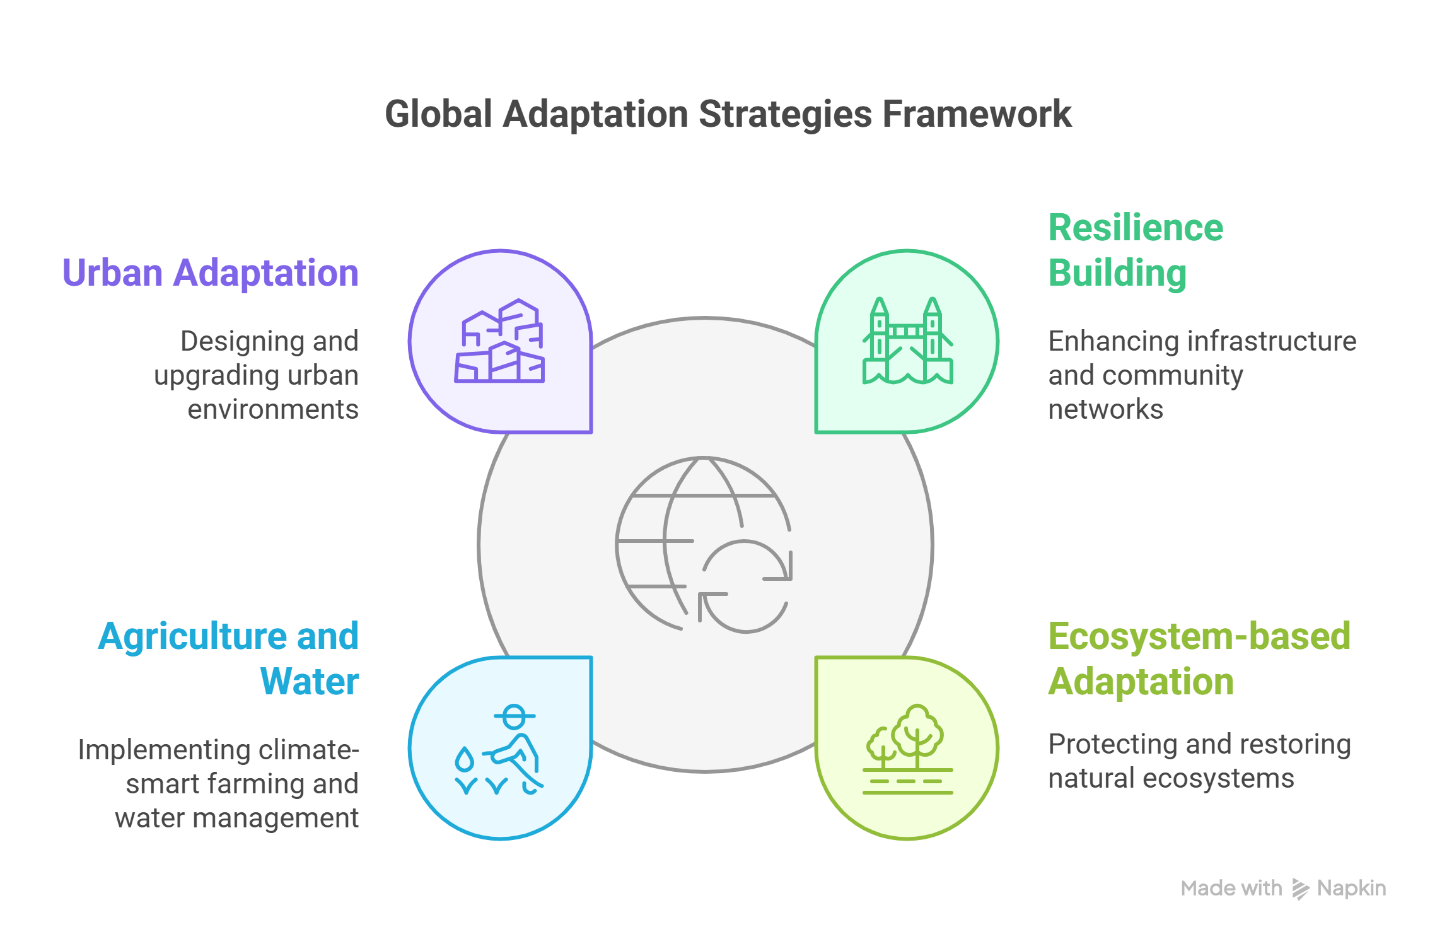 Global Adaptation Strategies Framework
Urban Adaptation
Designing and
upgrading urban
environments
Resilience
Building
Enhancing infrastructure
and community
networks
Agriculture and
Water
Implementing climate-
smart farming and
water management
Ecosystem-based
Adaptation
Protecting and restoring
natural ecosystems
Made with Napkin